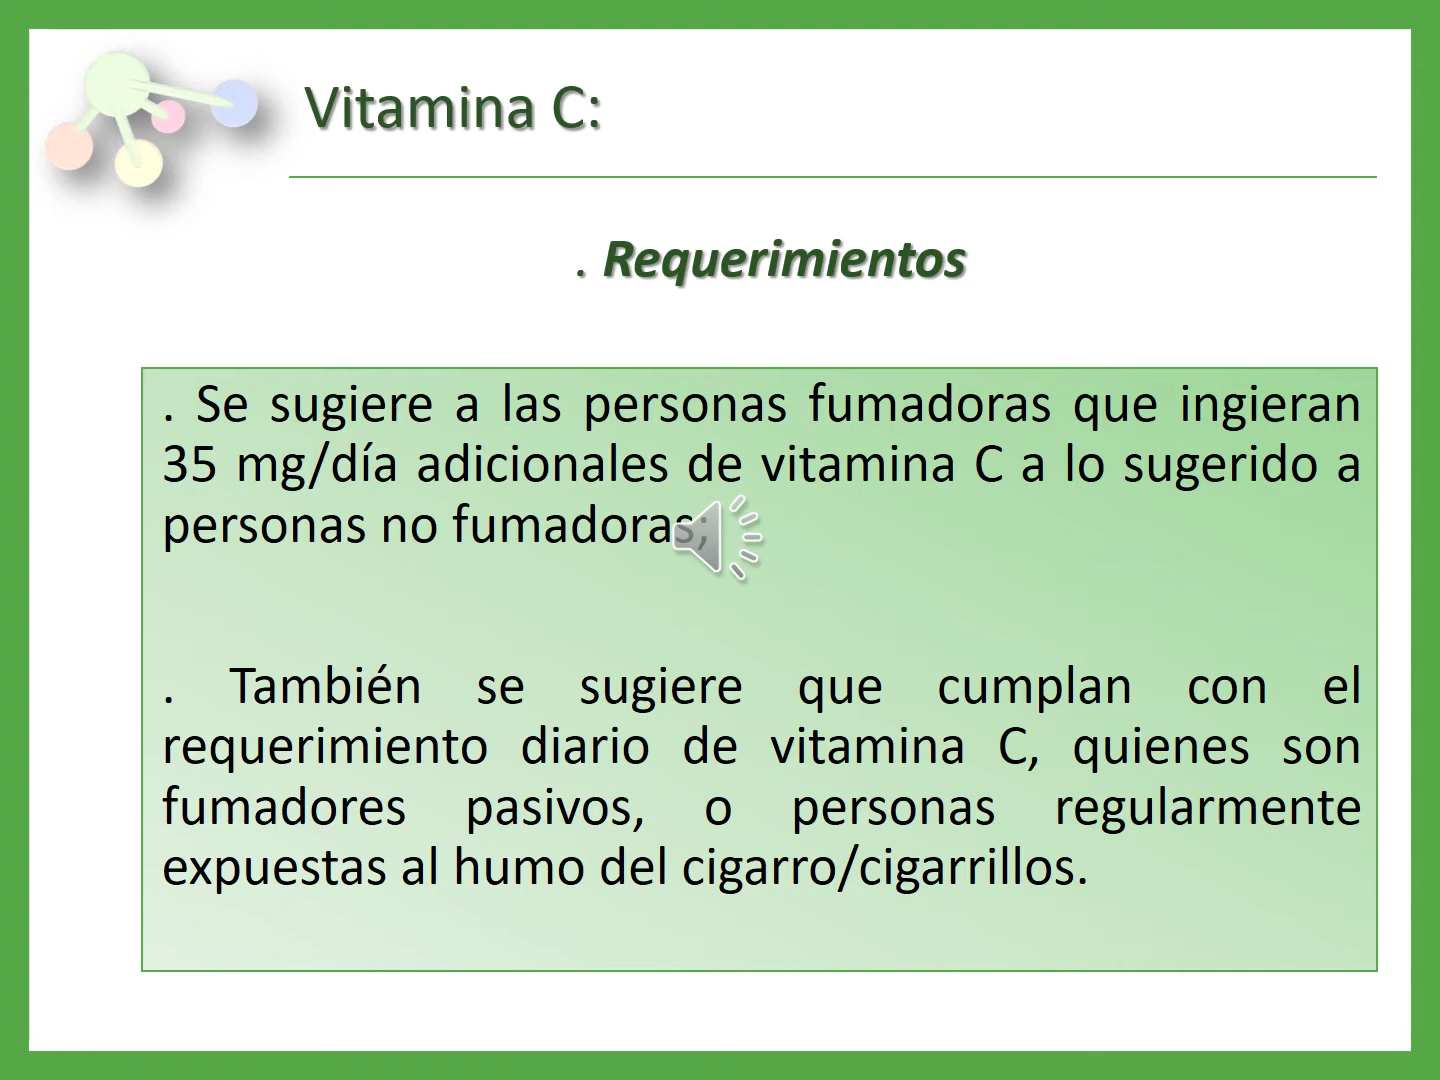 Vitamina C:
. Requerimientos
. Se sugiere a las personas fumadoras que ingieran
35 mg/día adicionales de vitamina C a lo sugerido a
personas no fumadoras;
. También se sugiere que cumplan con el
requerimiento diario de vitamina C, quienes son
fumadores pasivos, o personas regularmente
expuestas al humo del cigarro/cigarrillos.